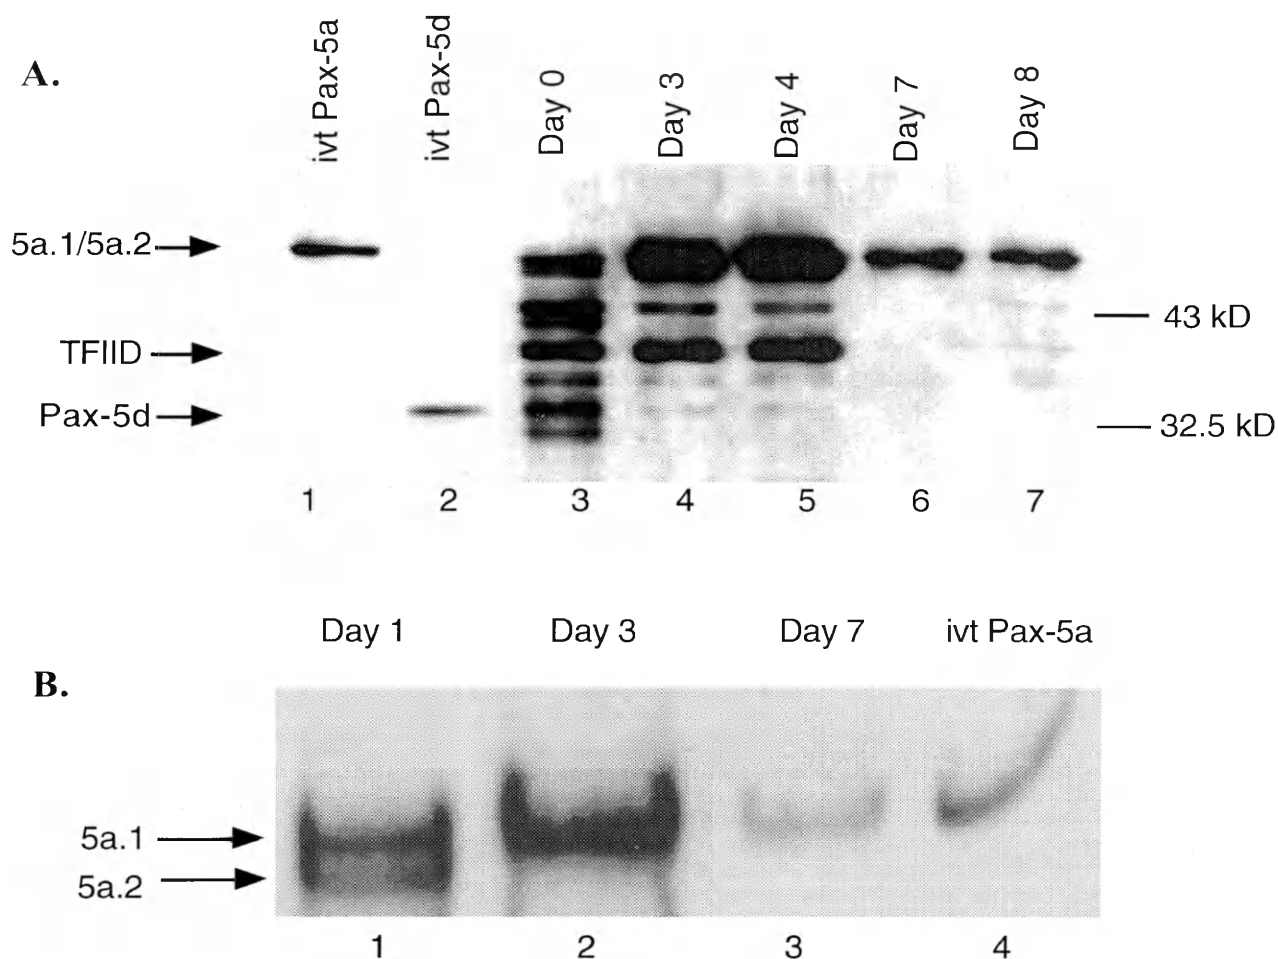 A.
ivt Pax-5a
ivt Pax-5d
Day 0
Day 3
Day 4
Day 7
Day 8
5a.1/5a.2
TFIID
Pax-5d
43 kD
32.5 kD
1 2 3 4 5 6 7
Day 1 Day 3 Day 7 ivt Pax-5a
B.
5a.1
5a.2
1 2 3 4